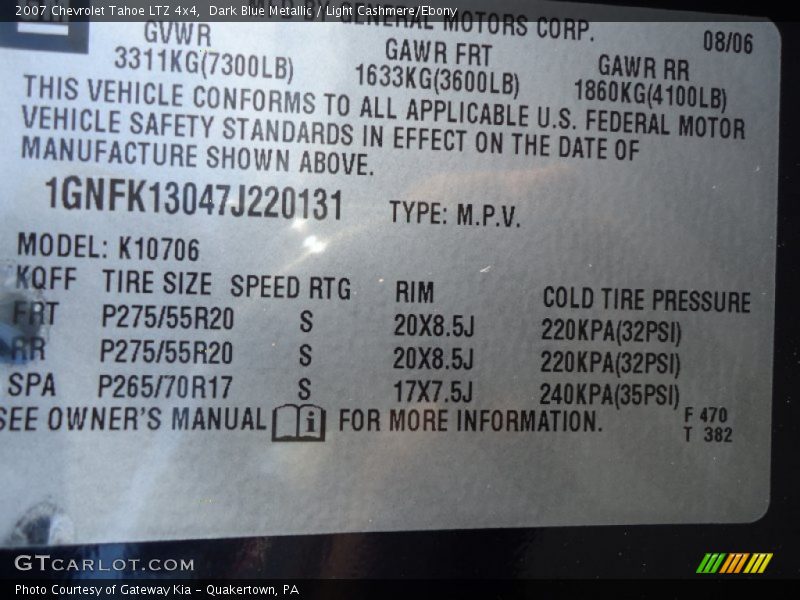 2007 Chevrolet Tahoe LTZ 4x4, Dark Blue Metallic / Light Cashmere/Ebony
MFD BY GENERAL MOTORS CORP.
08/06
GVWR GAWR FRT GAWR RR
3311KG(7300LB) 1633KG(3600LB) 1860KG(4100LB)
THIS VEHICLE CONFORMS TO ALL APPLICABLE U.S. FEDERAL MOTOR
VEHICLE SAFETY STANDARDS IN EFFECT ON THE DATE OF
MANUFACTURE SHOWN ABOVE.
1GNFK13047J220131 TYPE: M.P.V.
MODEL: K10706
KQFF TIRE SIZE SPEED RTG RIM COLD TIRE PRESSURE
FRT P275/55R20 S 20X8.5J 220KPA(32PSI)
RR P275/55R20 S 20X8.5J 220KPA(32PSI)
SPA P265/70R17 S 17X7.5J 240KPA(35PSI)
SEE OWNER'S MANUAL i FOR MORE INFORMATION.
F 470
T 382
GTCARLOT.COM
Photo Courtesy of Gateway Kia - Quakertown, PA